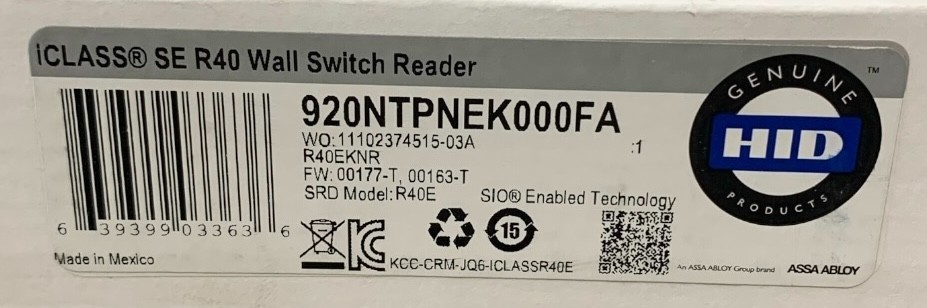 iCLASS® SE R40 Wall Switch Reader
920NTPNEK000FA
WO:11102374515-03A
:1
R40EKNR
FW: 00177-T, 00163-T
SRD Model: R40E
SIO® Enabled Technology
6 39399 03363 6
Made in Mexico
15
KCC-CRM-JQ6-ICLASSR40E
GENUINE
TM
HID
PRODUCTS
An ASSA ABLOY Group brand
ASSA ABLOY